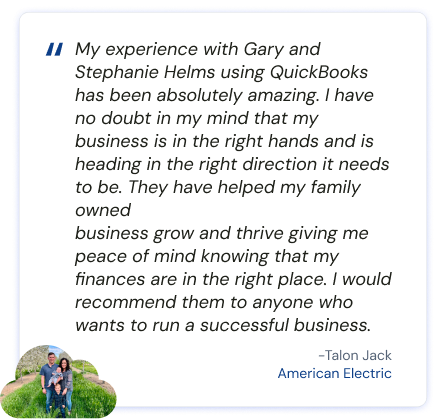 “ My experience with Gary and
Stephanie Helms using QuickBooks
has been absolutely amazing. I have
no doubt in my mind that my
business is in the right hands and is
heading in the right direction it needs
to be. They have helped my family
owned
business grow and thrive giving me
peace of mind knowing that my
finances are in the right place. I would
recommend them to anyone who
wants to run a successful business.
-Talon Jack
American Electric